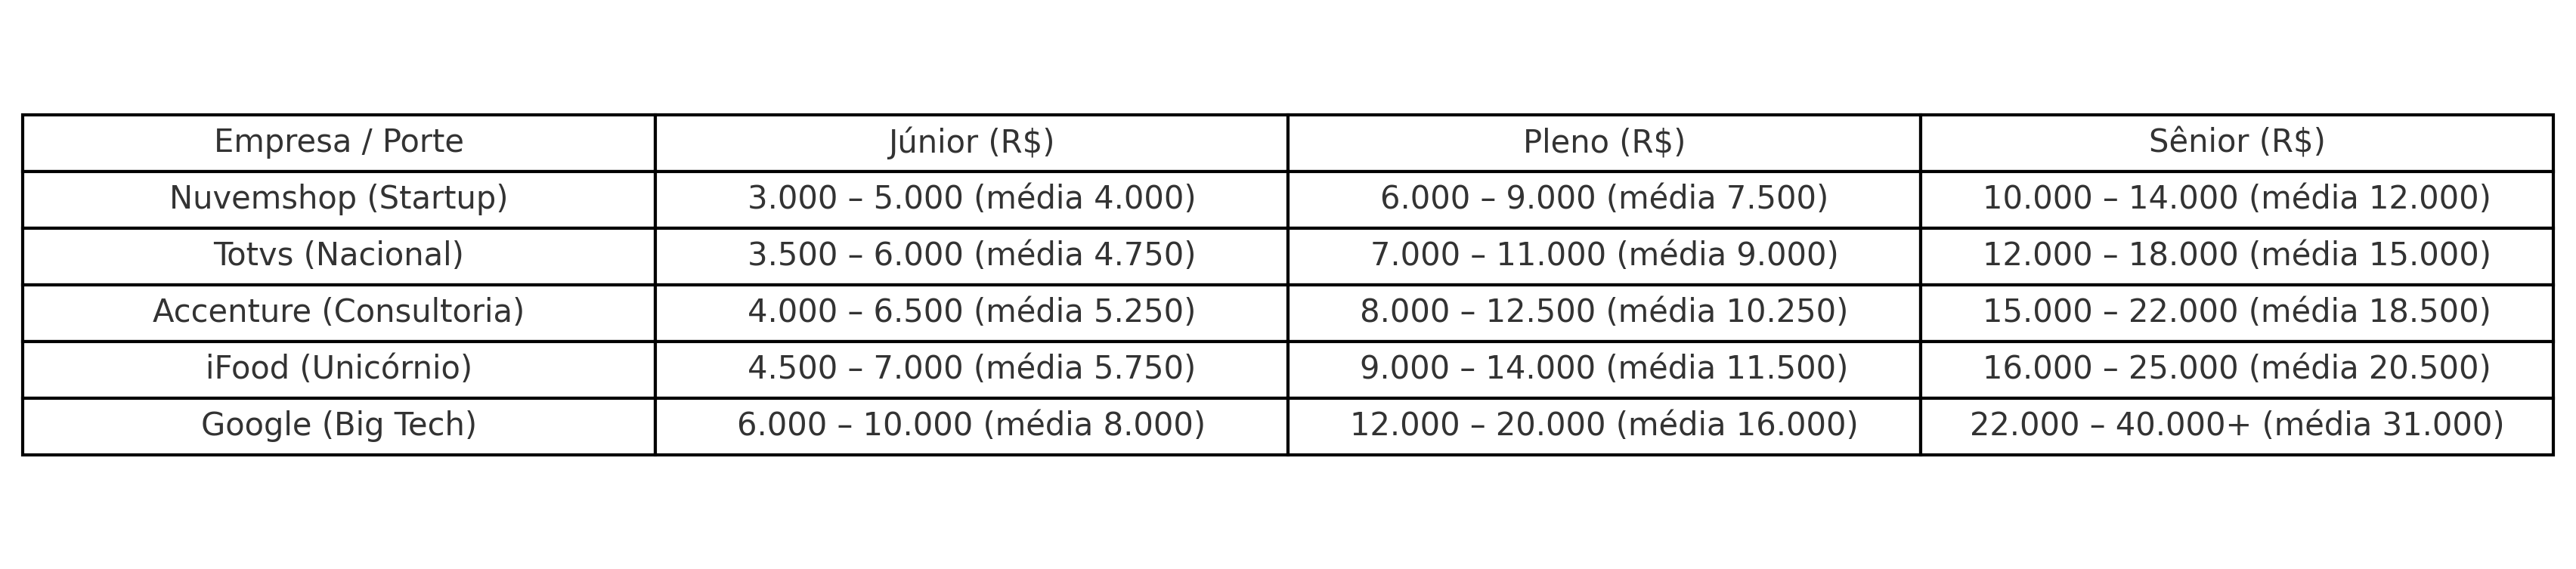 Empresa / Porte Júnior (R$) Pleno (R$) Sênior (R$)
Nuvemshop (Startup) 3.000 – 5.000 (média 4.000) 6.000 – 9.000 (média 7.500) 10.000 – 14.000 (média 12.000)
Totvs (Nacional) 3.500 – 6.000 (média 4.750) 7.000 – 11.000 (média 9.000) 12.000 – 18.000 (média 15.000)
Accenture (Consultoria) 4.000 – 6.500 (média 5.250) 8.000 – 12.500 (média 10.250) 15.000 – 22.000 (média 18.500)
iFood (Unicórnio) 4.500 – 7.000 (média 5.750) 9.000 – 14.000 (média 11.500) 16.000 – 25.000 (média 20.500)
Google (Big Tech) 6.000 – 10.000 (média 8.000) 12.000 – 20.000 (média 16.000) 22.000 – 40.000+ (média 31.000)